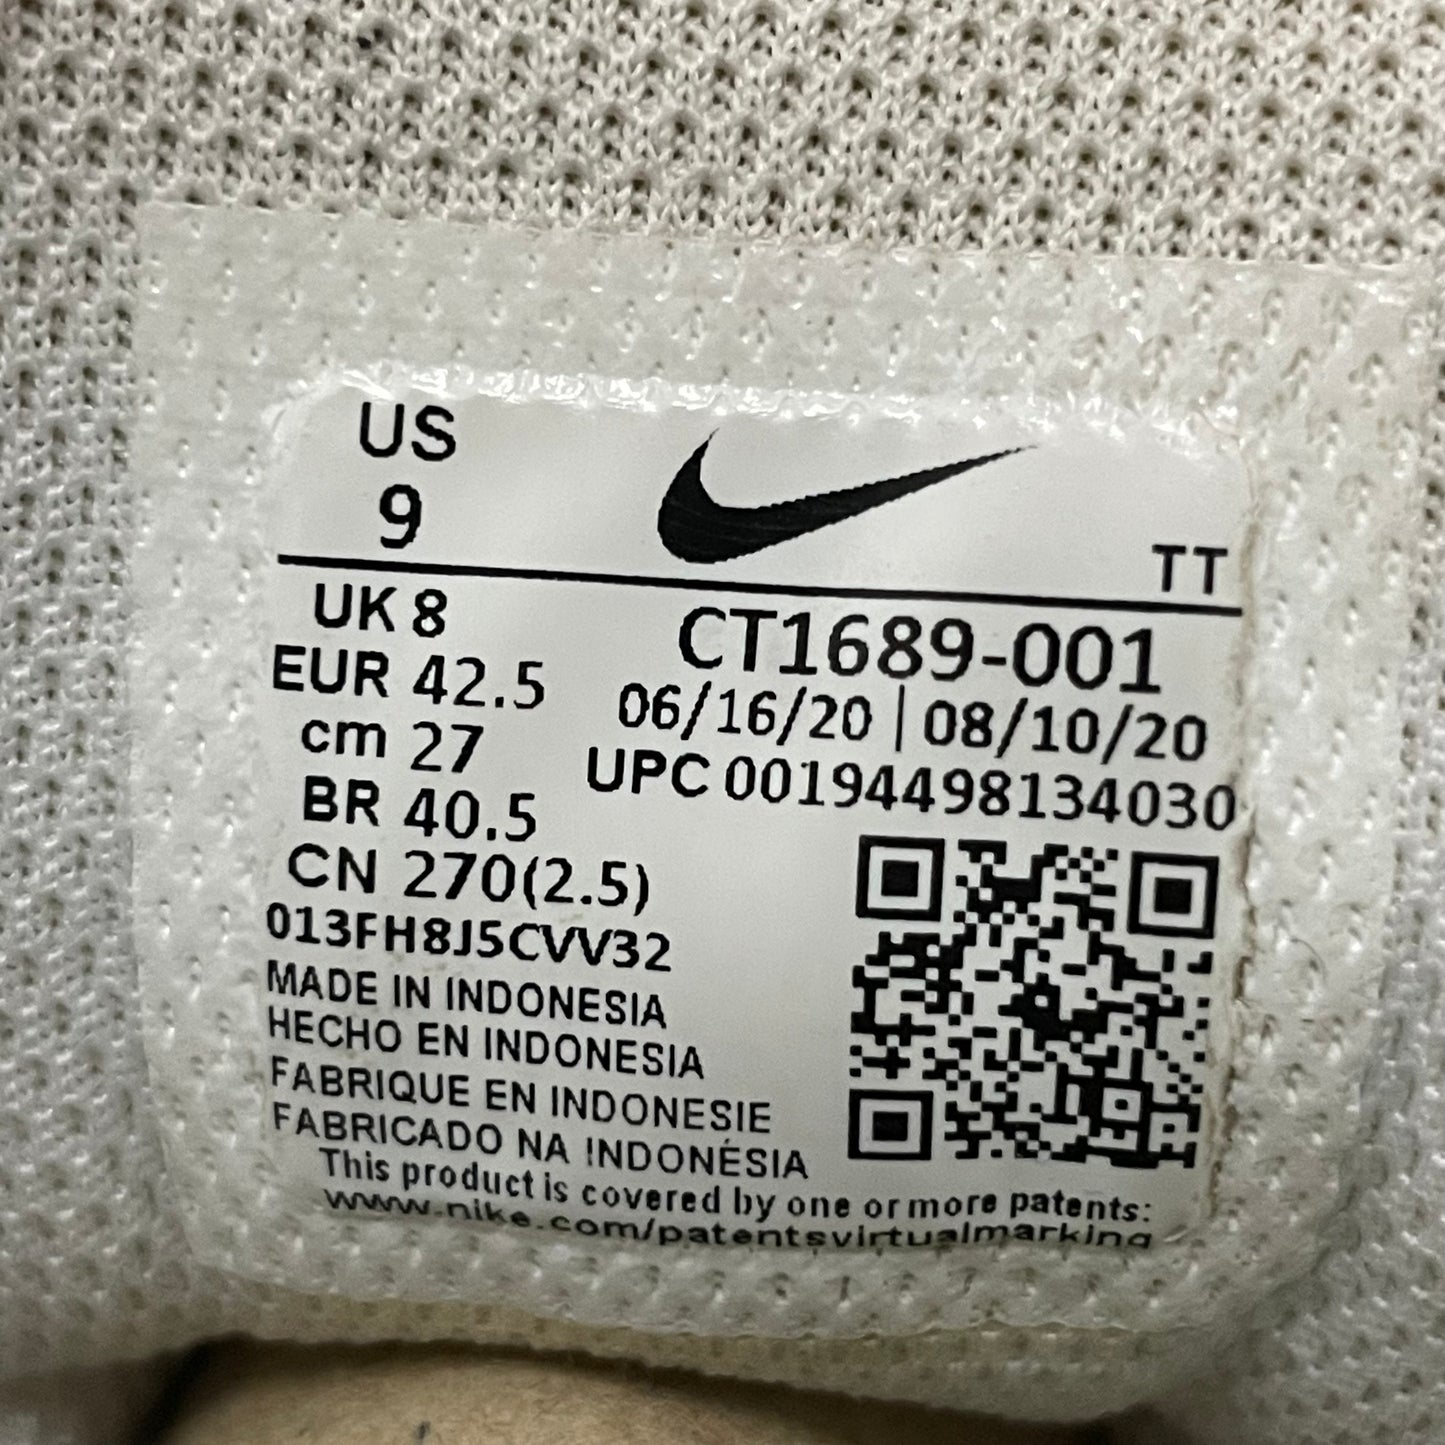 US
9
TT
UK 8
EUR 42.5
cm 27
BR 40.5
CN 270(2.5)
CT1689-001
06/16/20 | 08/10/20
UPC 00194498134030
013FH8J5CVV32
MADE IN INDONESIA
HECHO EN INDONESIA
FABRIQUE EN INDONESIE
FABRICADO NA INDONÉSIA
This product is covered by one or more patents:
www.nike.com/patentsvirtualmarking